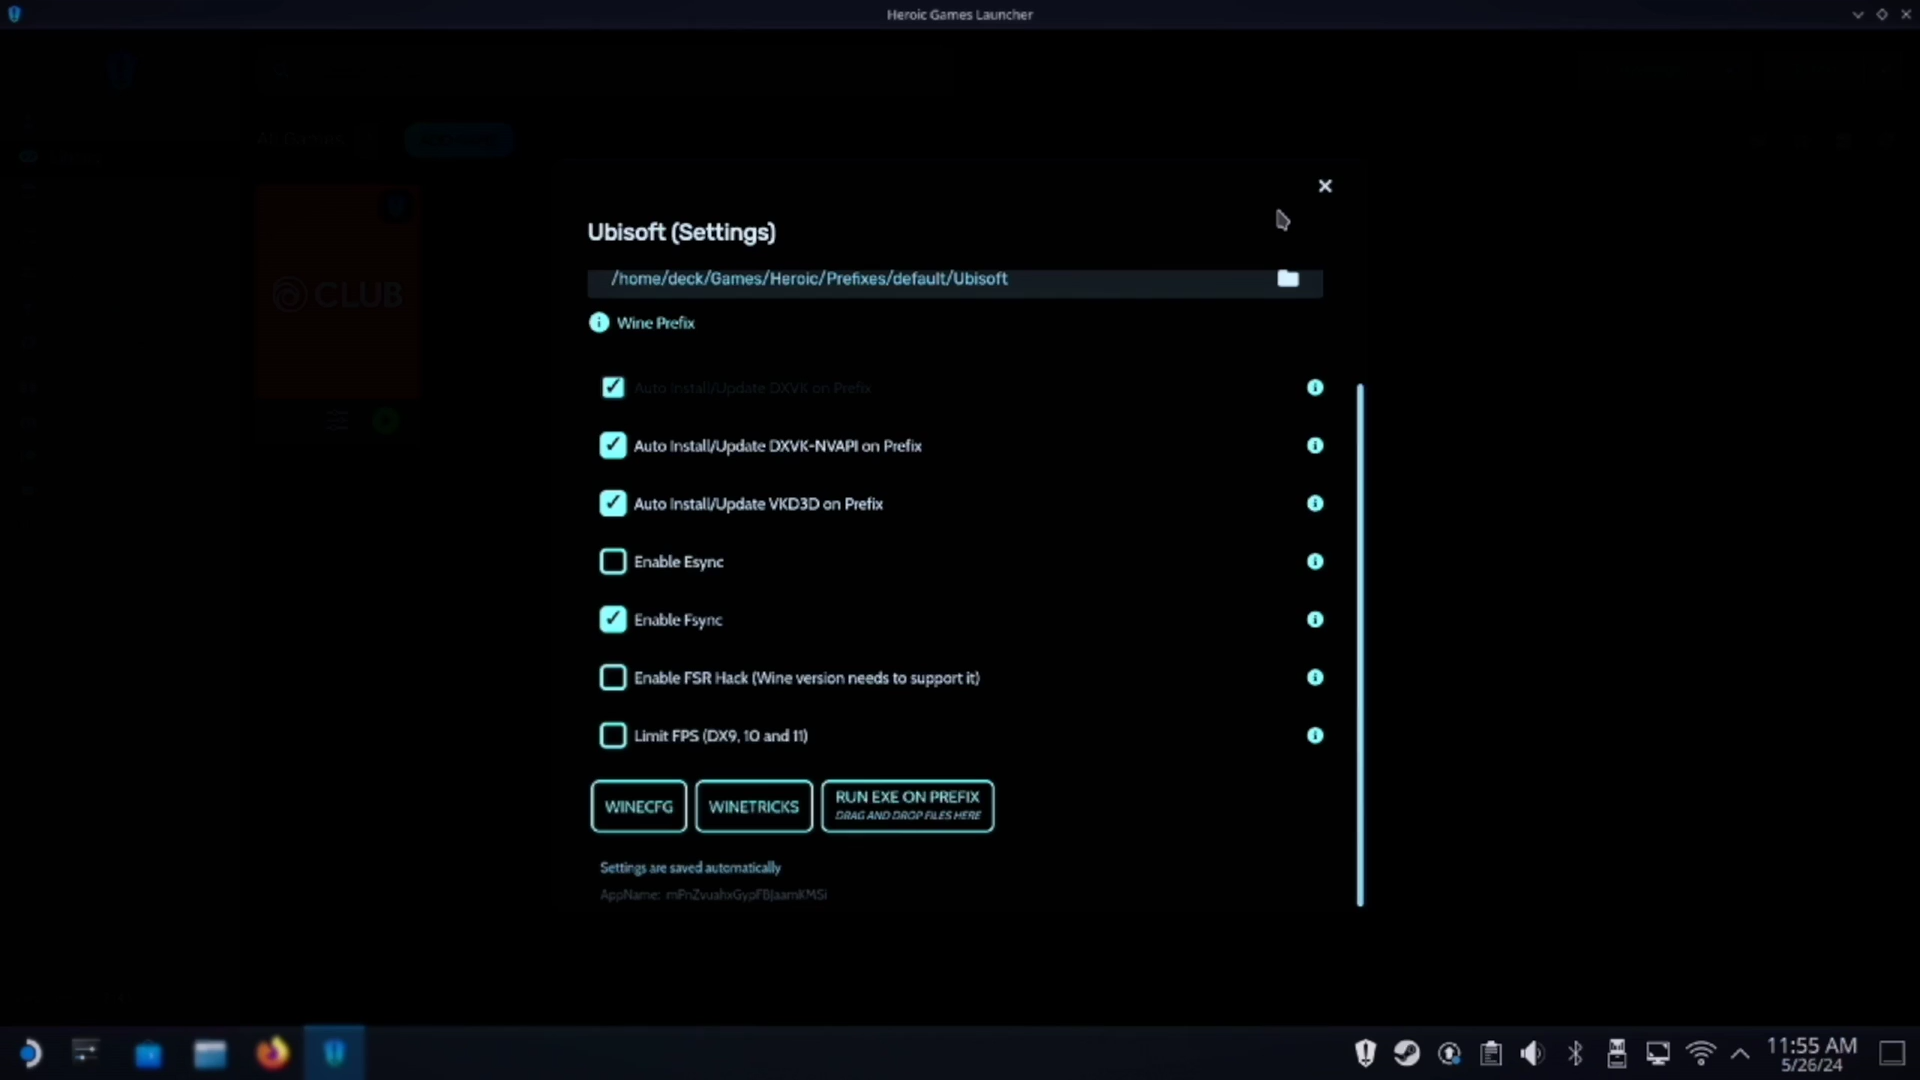 Heroic Games Launcher
CLUB
Ubisoft (Settings)
/home/deck/Games/Heroic/Prefixes/default/Ubisoft
Wine Prefix
Auto Install/Update DXVK on Prefix
Auto Install/Update DXVK-NVAPI on Prefix
Auto Install/Update VKD3D on Prefix
Enable Esync
Enable Fsync
Enable FSR Hack (Wine version needs to support it)
Limit FPS (DX9, 10 and 11)
WINECFG
WINETRICKS
RUN EXE ON PREFIX
DRAG AND DROP FILES HERE
Settings are saved automatically
AppName:
11:55 AM
5/26/24